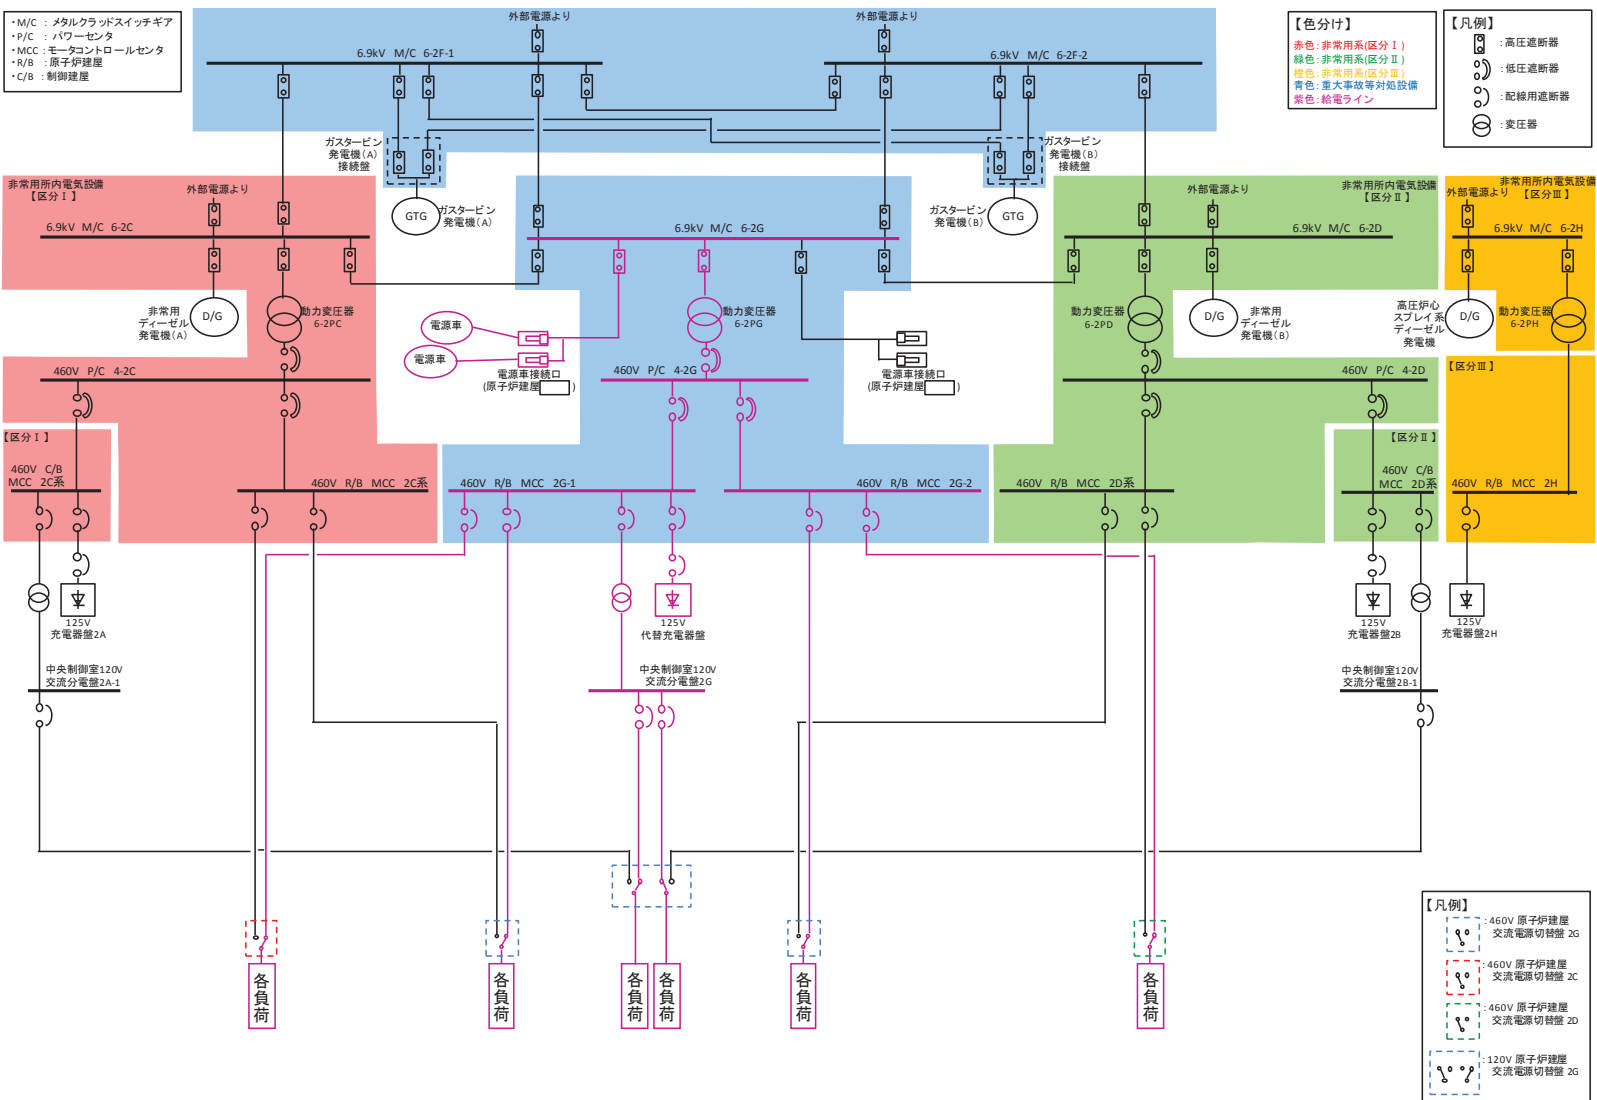 ・M/C ：メタルクラッドスイッチギア
・P/C ：パワーセンタ
・MCC：モータコントロールセンタ
・R/B ：原子炉建屋
・C/B ：制御建屋
外部電源より
外部電源より
6.9kV M/C 6-2F-1
6.9kV M/C 6-2F-2
【色分け】
赤色：非常用系(区分Ⅰ)
緑色：非常用系(区分Ⅱ)
橙色：非常用系(区分Ⅲ)
青色：重大事故等対処設備
紫色：給電ライン
【凡例】
：高圧遮断器
：低圧遮断器
：配線用遮断器
：変圧器
ガスタービン
発電機(A)
接続盤
ガスタービン
発電機(B)
接続盤
GTG
ガスタービン
発電機(A)
ガスタービン
発電機(B)
GTG
非常用所内電気設備
【区分Ⅰ】
外部電源より
6.9kV M/C 6-2C
6.9kV M/C 6-2G
外部電源より
非常用所内電気設備
【区分Ⅱ】
6.9kV M/C 6-2D
非常用所内電気設備
外部電源より 【区分Ⅲ】
6.9kV M/C 6-2H
非常用
ディーゼル
発電機(A)
D/G
動力変圧器
6-2PC
電源車
電源車
動力変圧器
6-2PG
動力変圧器
6-2PD
D/G
非常用
ディーゼル
発電機(B)
高圧炉心
スプレイ系
ディーゼル
発電機
D/G
動力変圧器
6-2PH
電源車接続口
(原子炉建屋 )
電源車接続口
(原子炉建屋 )
460V P/C 4-2C
460V P/C 4-2G
460V P/C 4-2D
【区分Ⅲ】
【区分Ⅰ】
【区分Ⅱ】
460V C/B
MCC 2C系
460V R/B MCC 2C系
460V R/B MCC 2G-1
460V R/B MCC 2G-2
460V R/B MCC 2D系
460V C/B
MCC 2D系
460V R/B MCC 2H
125V
充電器盤2A
125V
代替充電器盤
125V
充電器盤2B
125V
充電器盤2H
中央制御室120V
交流分電盤2A-1
中央制御室120V
交流分電盤2G
中央制御室120V
交流分電盤2B-1
各負荷
各負荷
各負荷
各負荷
各負荷
各負荷
【凡例】
：460V 原子炉建屋
交流電源切替盤 2G
：460V 原子炉建屋
交流電源切替盤 2C
：460V 原子炉建屋
交流電源切替盤 2D
：120V 原子炉建屋
交流電源切替盤 2G